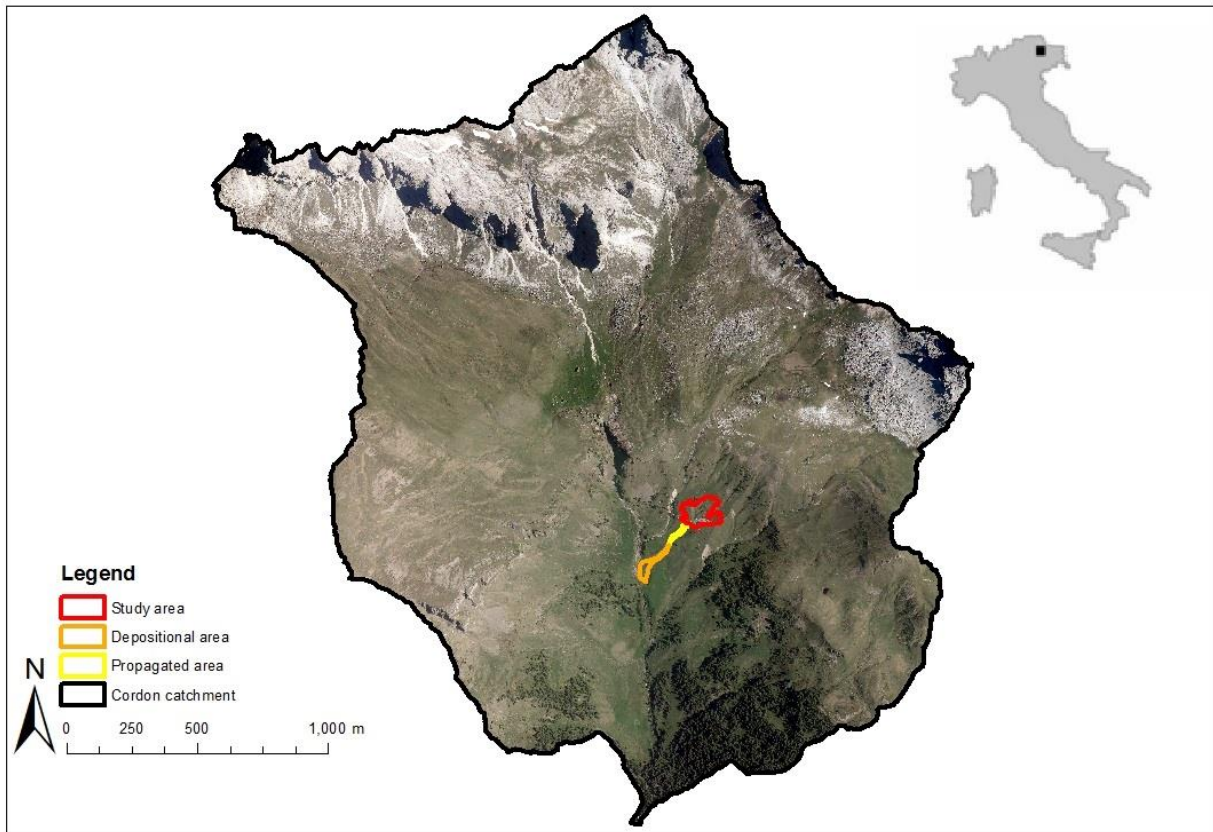 Legend
Study area
Depositional area
Propagated area
Cordon catchment
N
0 250 500 1,000 m